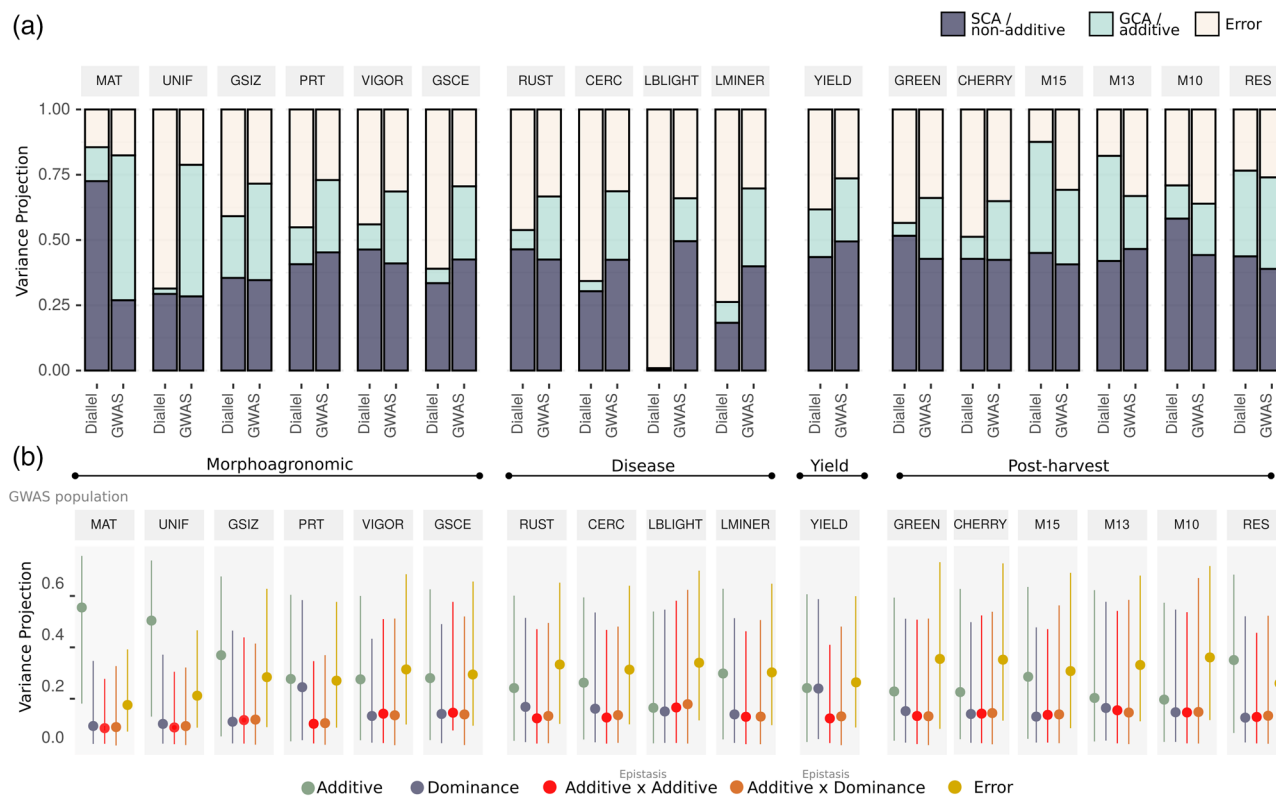 (a)
SCA / non-additive
GCA / additive
Error
MAT UNIF GSIZ PRT VIGOR GSCE RUST CERC LBLIGHT LMINER YIELD GREEN CHERRY M15 M13 M10 RES
Variance Projection
1.00
0.75
0.50
0.25
0.00
Diallel GWAS Diallel GWAS Diallel GWAS Diallel GWAS Diallel GWAS Diallel GWAS Diallel GWAS Diallel GWAS Diallel GWAS Diallel GWAS Diallel GWAS Diallel GWAS Diallel GWAS Diallel GWAS Diallel GWAS Diallel GWAS Diallel GWAS
(b)
Morphoagronomic Disease Yield Post-harvest
GWAS population
MAT UNIF GSIZ PRT VIGOR GSCE RUST CERC LBLIGHT LMINER YIELD GREEN CHERRY M15 M13 M10 RES
Variance Projection
0.6
0.4
0.2
0.0
Epistasis Epistasis
Additive Dominance Additive x Additive Additive x Dominance Error